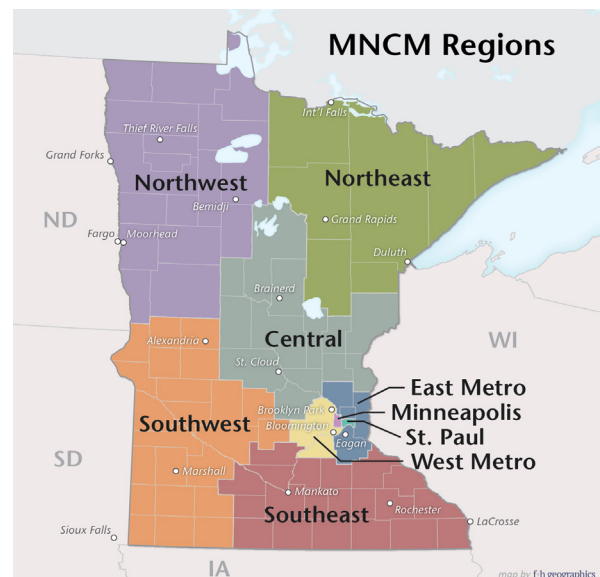 MNCM Regions
Int'l Falls
Thief River Falls
Grand Forks
Northwest
Northeast
Bemidji
Grand Rapids
ND
Fargo
Moorhead
Duluth
Brainerd
Central
WI
Alexandria
St. Cloud
East Metro
Brooklyn Park
Minneapolis
Southwest
Bloomington
St. Paul
Eagan
West Metro
SD
Marshall
Mankato
Southeast
Rochester
LaCrosse
Sioux Falls
IA
map by f-h geographics